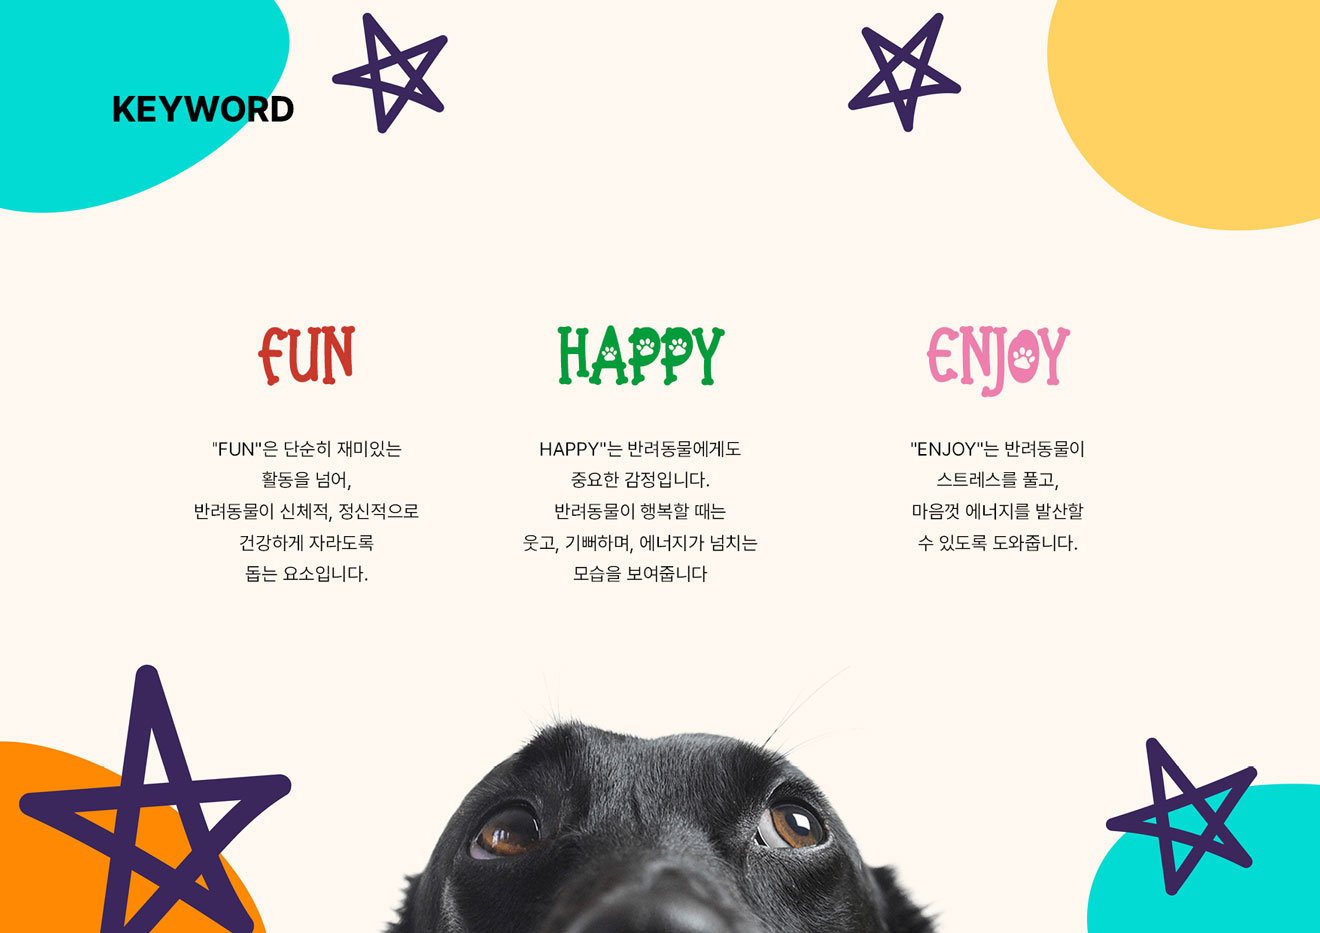 KEYWORD
FUN
"FUN"은 단순히 재미있는
활동을 넘어,
반려동물이 신체적, 정신적으로
건강하게 자라도록
돕는 요소입니다.
HAPPY
HAPPY"는 반려동물에게도
중요한 감정입니다.
반려동물이 행복할 때는
웃고, 기뻐하며, 에너지가 넘치는
모습을 보여줍니다
ENJOY
"ENJOY"는 반려동물이
스트레스를 풀고,
마음껏 에너지를 발산할
수 있도록 도와줍니다.